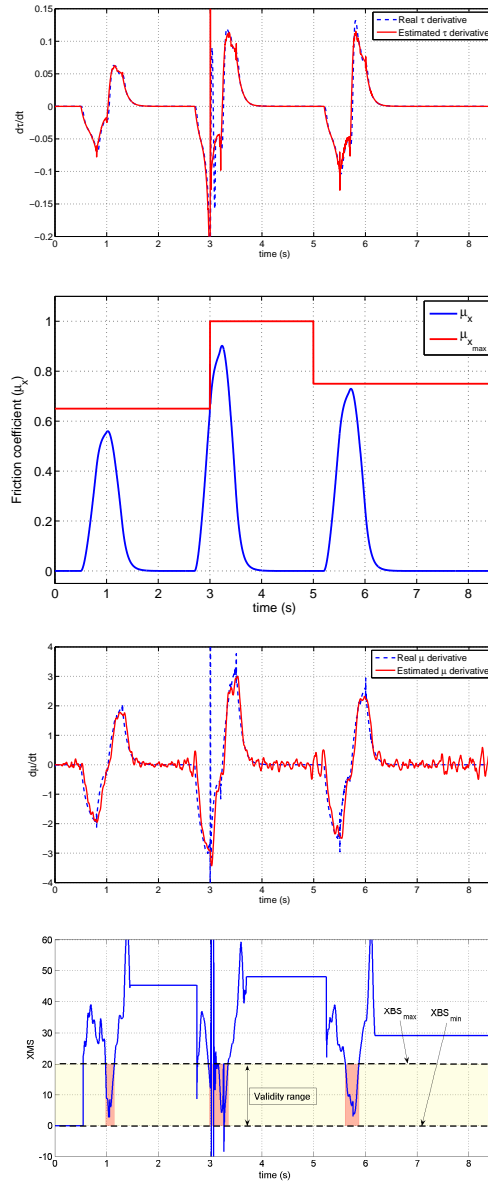 0.15
0.1
0.05
0
−0.05
−0.1
−0.15
−0.2
dτ/dt
Real τ derivative
Estimated τ derivative
0 1 2 3 4 5 6 7 8
time (s)
1
0.8
0.6
0.4
0.2
0
Friction coefficient (μx)
μx
μxmax
0 1 2 3 4 5 6 7 8
time (s)
4
3
2
1
0
−1
−2
−3
−4
dμ/dt
Real μ derivative
Estimated μ derivative
0 1 2 3 4 5 6 7 8
time (s)
60
50
40
30
20
10
0
-10
XMS
XBSmax
XBSmin
Validity range
0 1 2 3 4 5 6 7 8
time (s)